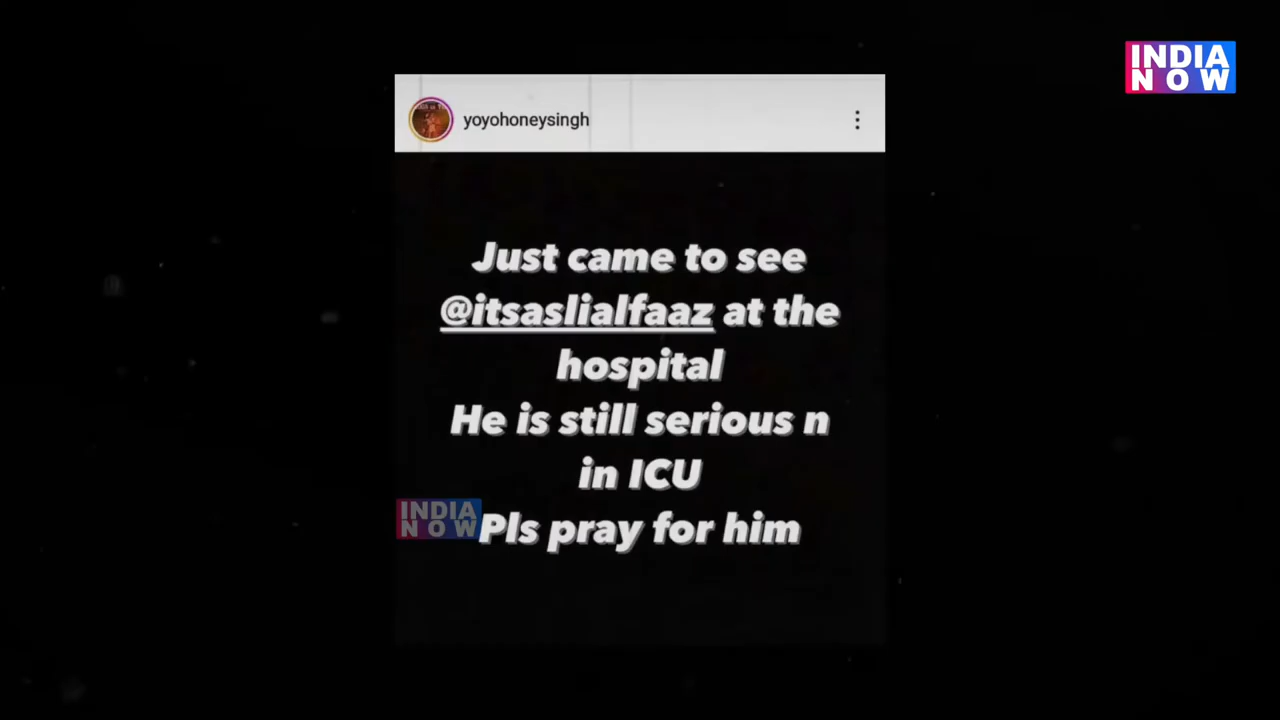 INDIA
NOW
yoyohoneysingh
Just came to see
@itsaslialfaaz at the
hospital
He is still serious n
in ICU
INDIA
NOW
Pls pray for him